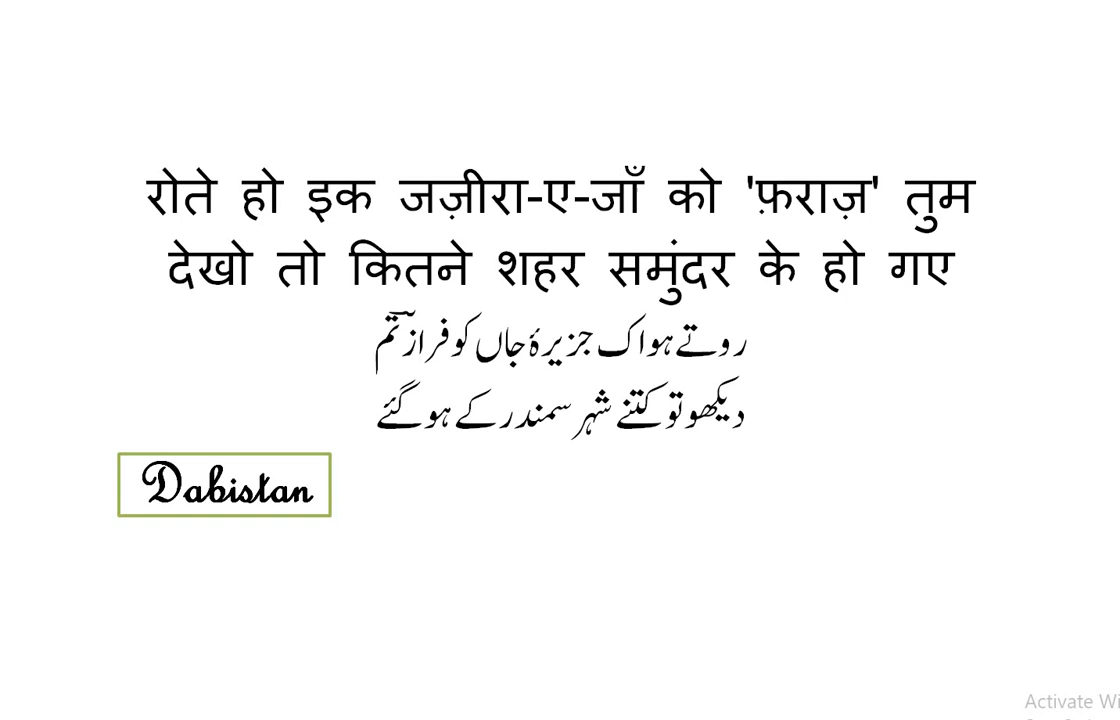 रोते हो इक जज़ीरा-ए-जाँ को 'फ़राज़' तुम
देखो तो कितने शहर समुंदर के हो गए
روتے ہو اک جزیرۂ جاں کو فرازؔ تم
دیکھو تو کتنے شہر سمندر کے ہو گئے
Dabistan
Activate Wi